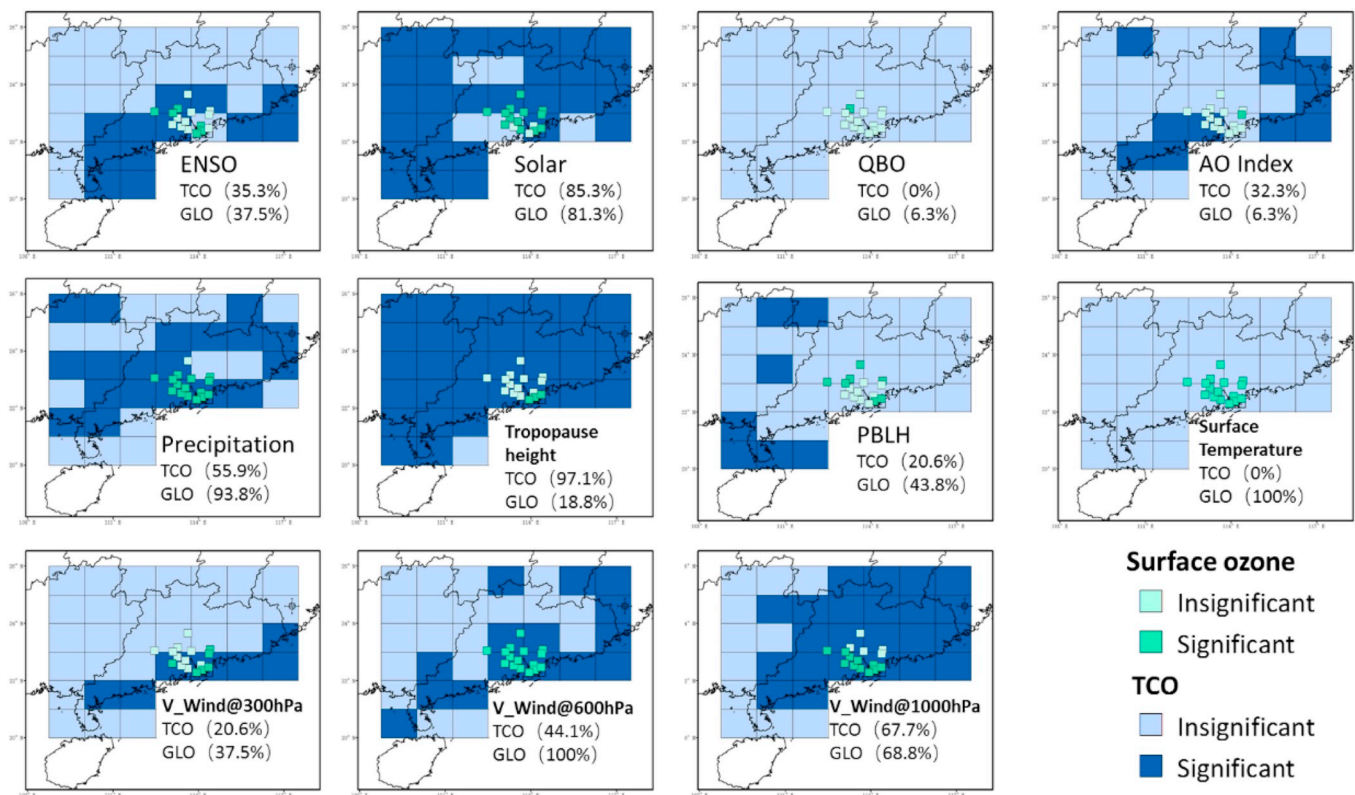 ENSO
TCO (35.3%)
GLO (37.5%)
Solar
TCO (85.3%)
GLO (81.3%)
QBO
TCO (0%)
GLO (6.3%)
AO Index
TCO (32.3%)
GLO (6.3%)
Precipitation
TCO (55.9%)
GLO (93.8%)
Tropopause
height
TCO (97.1%)
GLO (18.8%)
PBLH
TCO (20.6%)
GLO (43.8%)
Surface
Temperature
TCO (0%)
GLO (100%)
V_Wind@300hPa
TCO (20.6%)
GLO (37.5%)
V_Wind@600hPa
TCO (44.1%)
GLO (100%)
V_Wind@1000hPa
TCO (67.7%)
GLO (68.8%)
Surface ozone
Insignificant
Significant
TCO
Insignificant
Significant